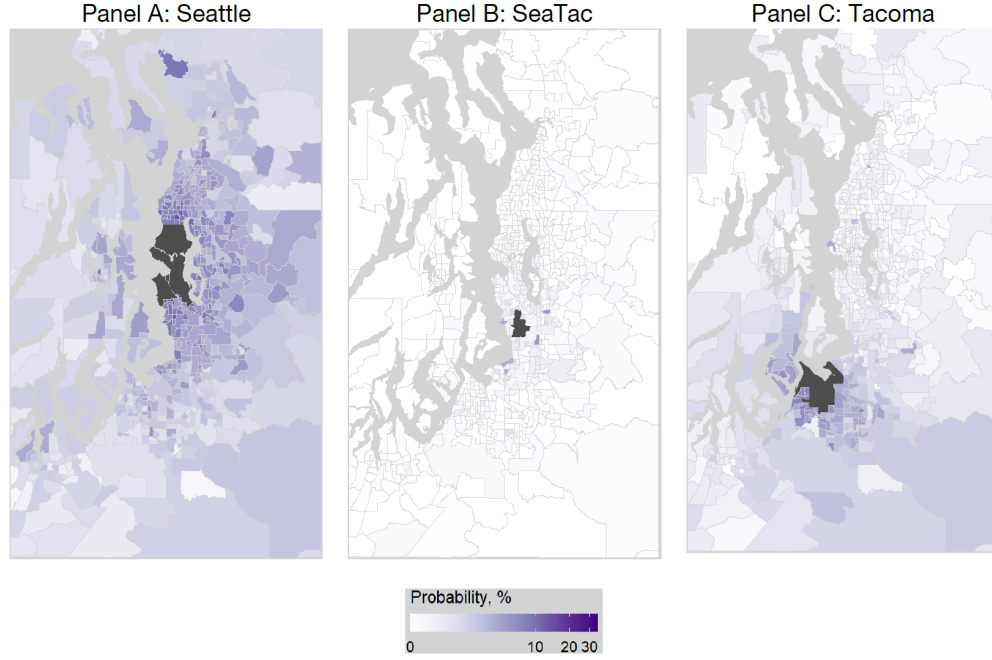 Panel A: Seattle Panel B: SeaTac Panel C: Tacoma
Probability, %
0 10 20 30